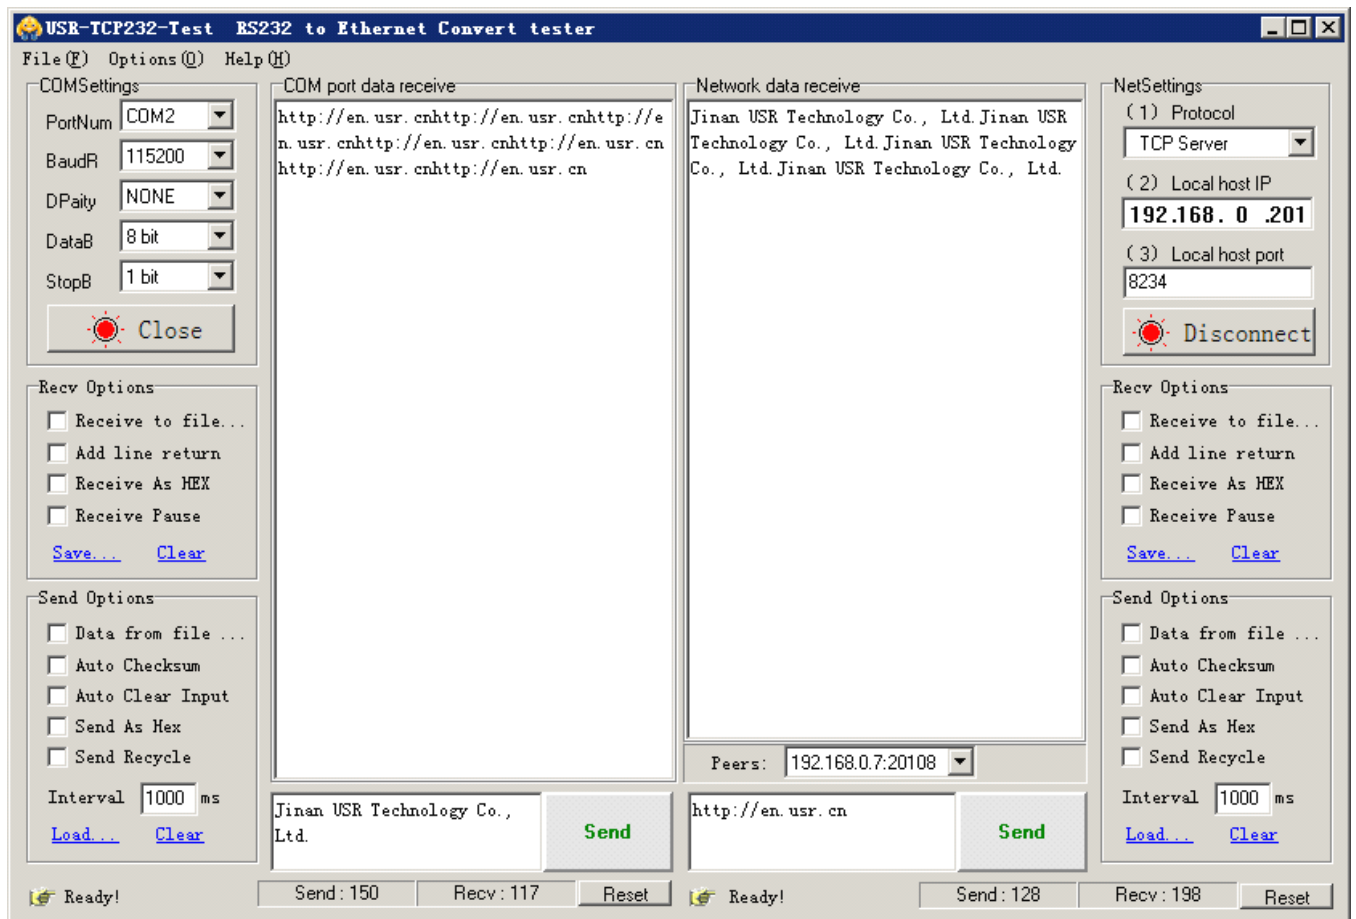 USR-TCP232-Test RS232 to Ethernet Convert tester
File(F) Options(O) Help(H)
COMSettings
PortNum COM2
BaudR 115200
DPaity NONE
DataB 8 bit
StopB 1 bit
Close
Recv Options
Receive to file...
Add line return
Receive As HEX
Receive Pause
Save... Clear
Send Options
Data from file ...
Auto Checksum
Auto Clear Input
Send As Hex
Send Recycle
Interval 1000 ms
Load... Clear
COM port data receive
http://en.usr.cnhttp://en.usr.cnhttp://e
n.usr.cnhttp://en.usr.cnhttp://en.usr.cn
http://en.usr.cnhttp://en.usr.cn
Jinan USR Technology Co.,
Ltd.
Send
Network data receive
Jinan USR Technology Co., Ltd.Jinan USR
Technology Co., Ltd.Jinan USR Technology
Co., Ltd.Jinan USR Technology Co., Ltd.
Peers: 192.168.0.7:20108
http://en.usr.cn
Send
NetSettings
(1) Protocol
TCP Server
(2) Local host IP
192.168. 0 .201
(3) Local host port
8234
Disconnect
Recv Options
Receive to file...
Add line return
Receive As HEX
Receive Pause
Save... Clear
Send Options
Data from file ...
Auto Checksum
Auto Clear Input
Send As Hex
Send Recycle
Interval 1000 ms
Load... Clear
Ready! Send : 150 Recv : 117 Reset
Ready! Send : 128 Recv : 198 Reset